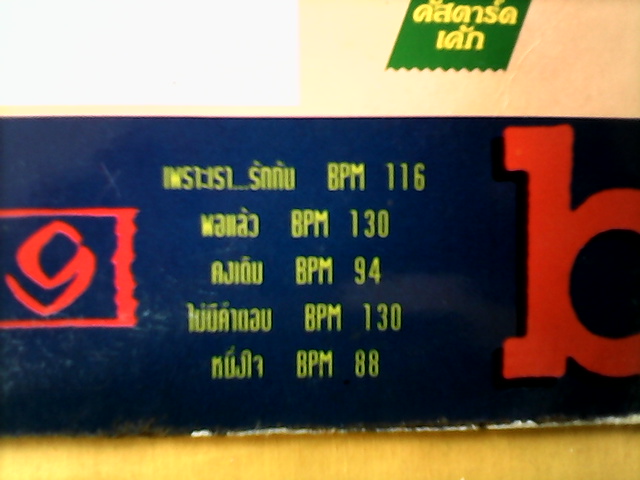 คัสตาร์ด
เค้ก
เพราะเรา...รักกัน BPM 116
พอแล้ว BPM 130
คงเดิม BPM 94
ไม่มีคำตอบ BPM 130
หนึ่งใจ BPM 88
9
b